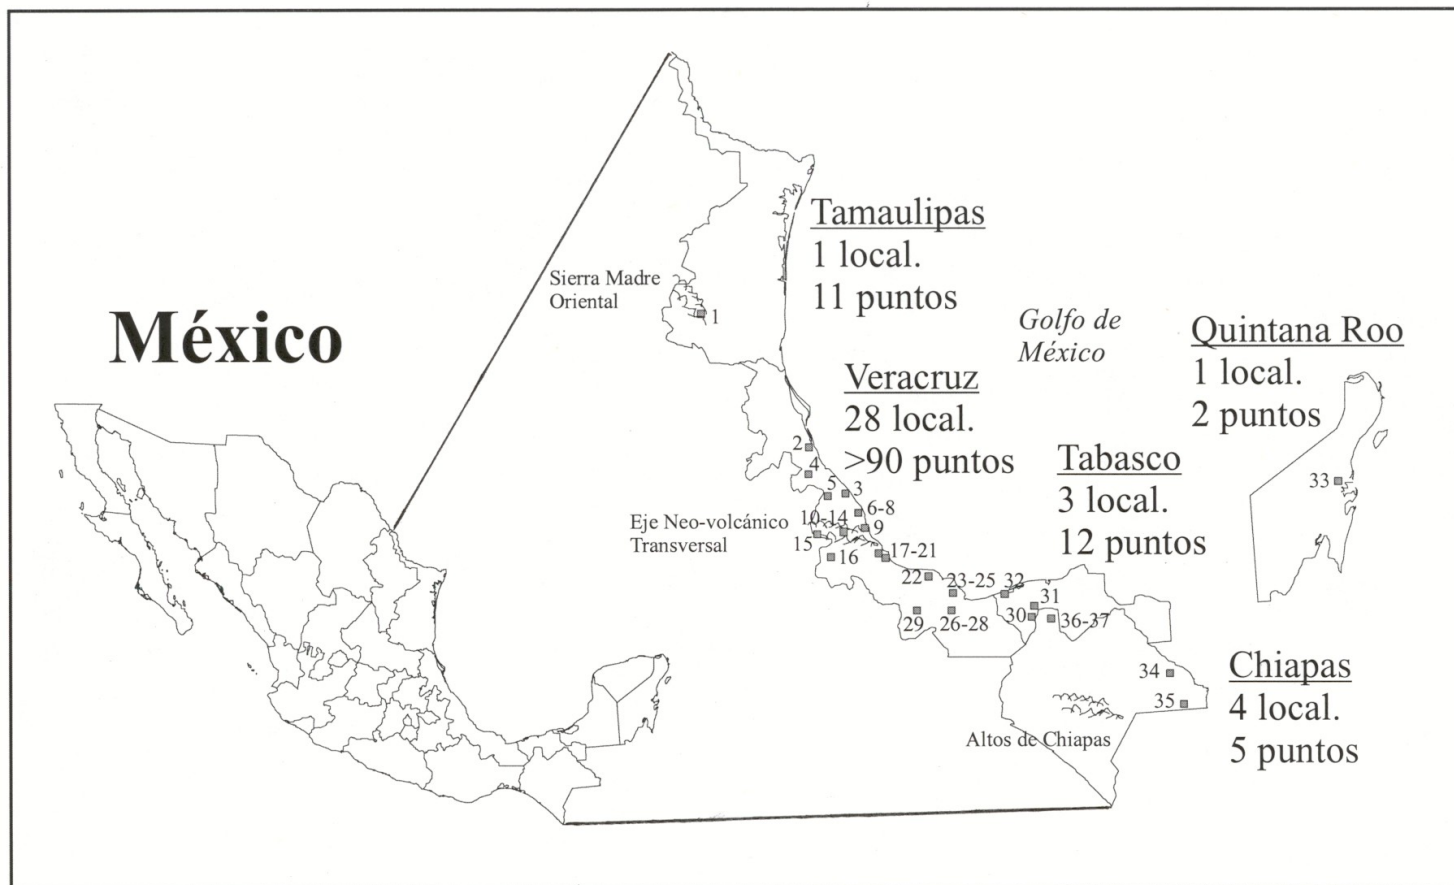 México
Sierra Madre
Oriental
1
Tamaulipas
1 local.
11 puntos
Golfo de
México
Veracruz
28 local.
>90 puntos
Quintana Roo
1 local.
2 puntos
Tabasco
3 local.
12 puntos
Eje Neo-volcánico
Transversal
2
4
5
3
6-8
10-14
9
15
16
17-21
22
23-25
32
31
29
26-28
30
36-37
33
34
35
Altos de Chiapas
Chiapas
4 local.
5 puntos